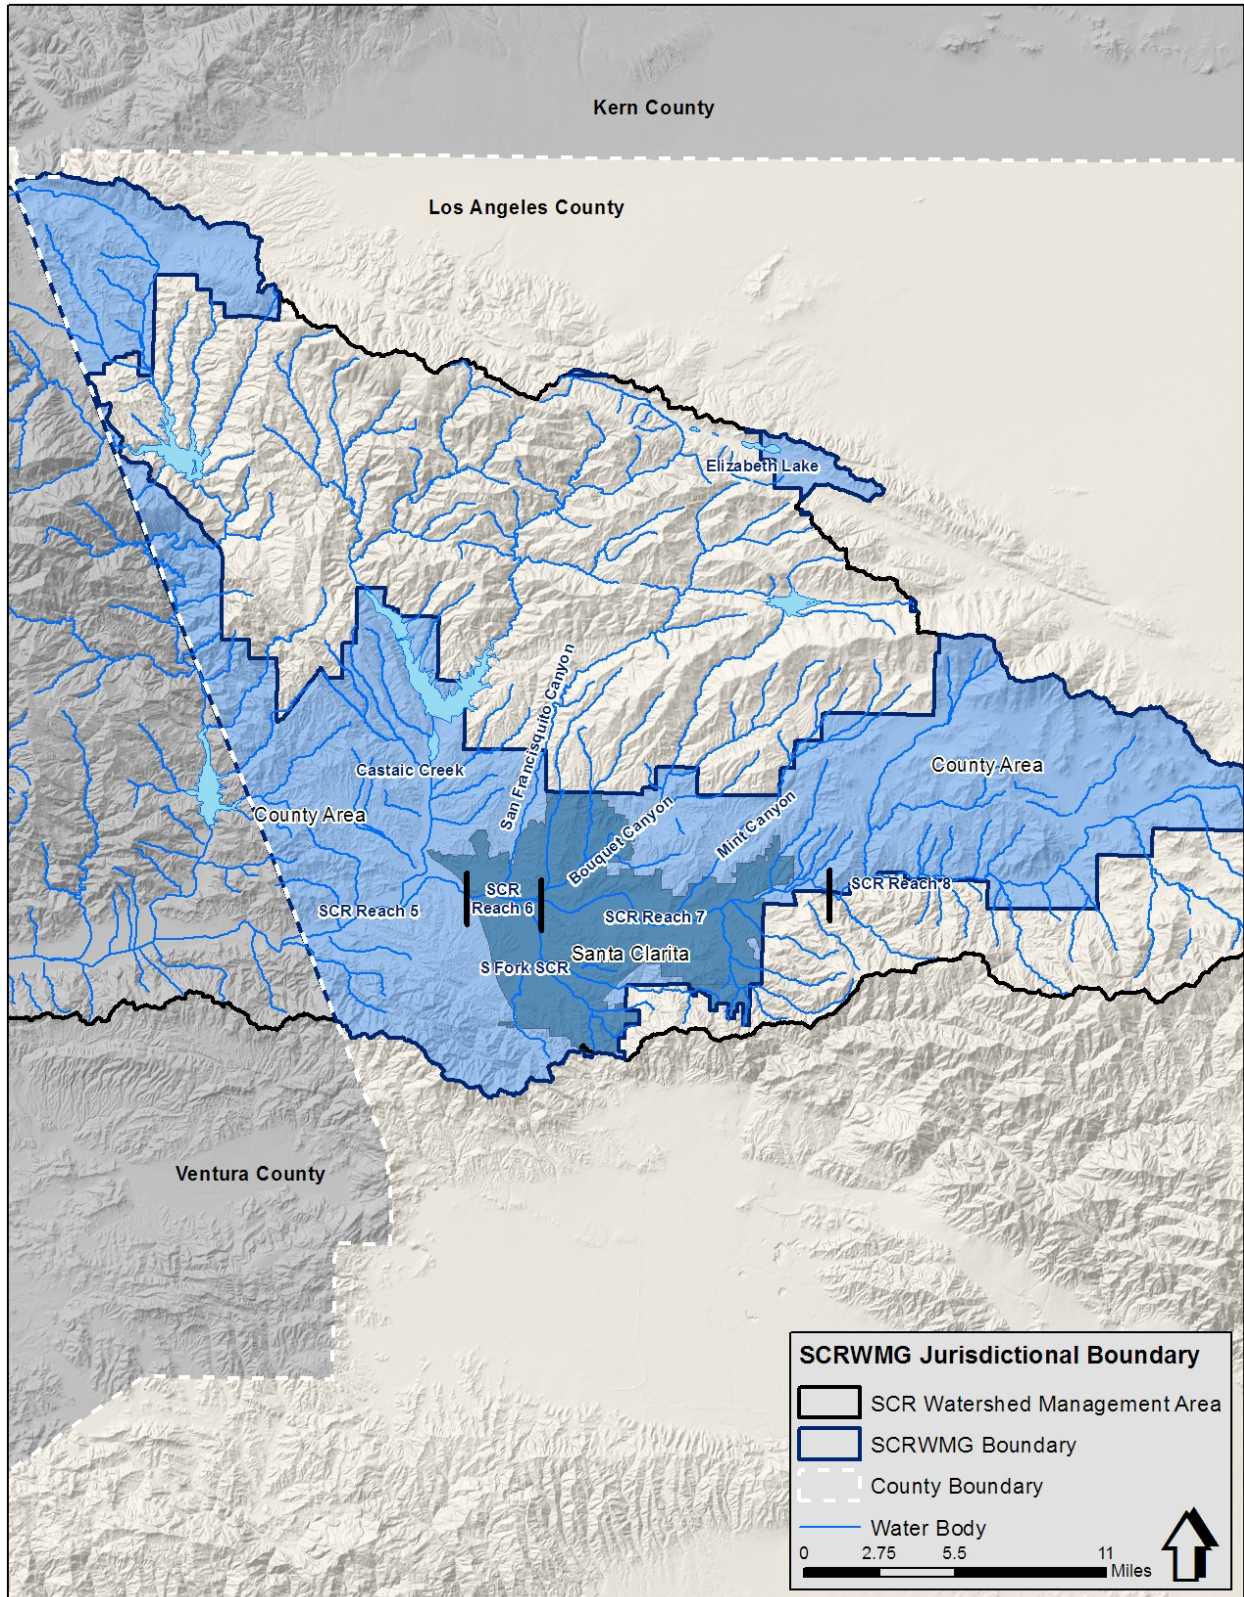 Kern County
Los Angeles County
Elizabeth Lake
San Francisquito Canyon
Castaic Creek
County Area
County Area
Bouquet Canyon
Mint Canyon
SCR
Reach 6
SCR Reach 8
SCR Reach 5
SCR Reach 7
Santa Clarita
S Fork SCR
Ventura County
SCRWMG Jurisdictional Boundary
SCR Watershed Management Area
SCRWMG Boundary
County Boundary
Water Body
0 2.75 5.5 11
Miles